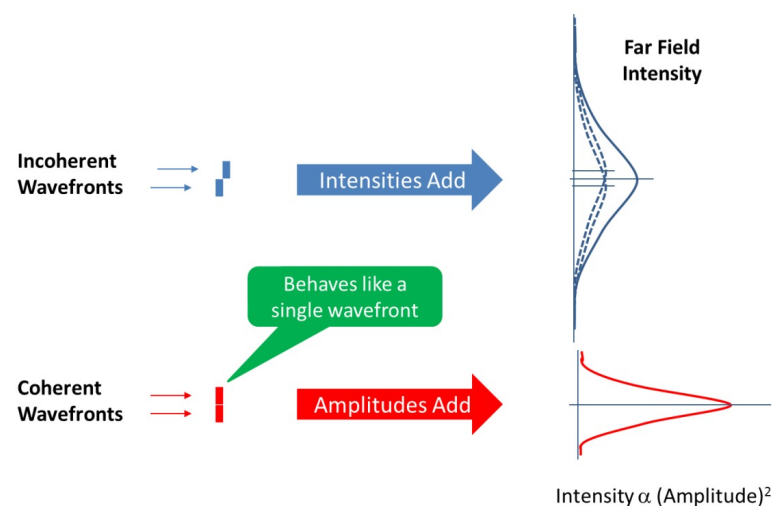 Far Field
Intensity
Incoherent
Wavefronts
Intensities Add
Behaves like a
single wavefront
Coherent
Wavefronts
Amplitudes Add
Intensity α (Amplitude)²